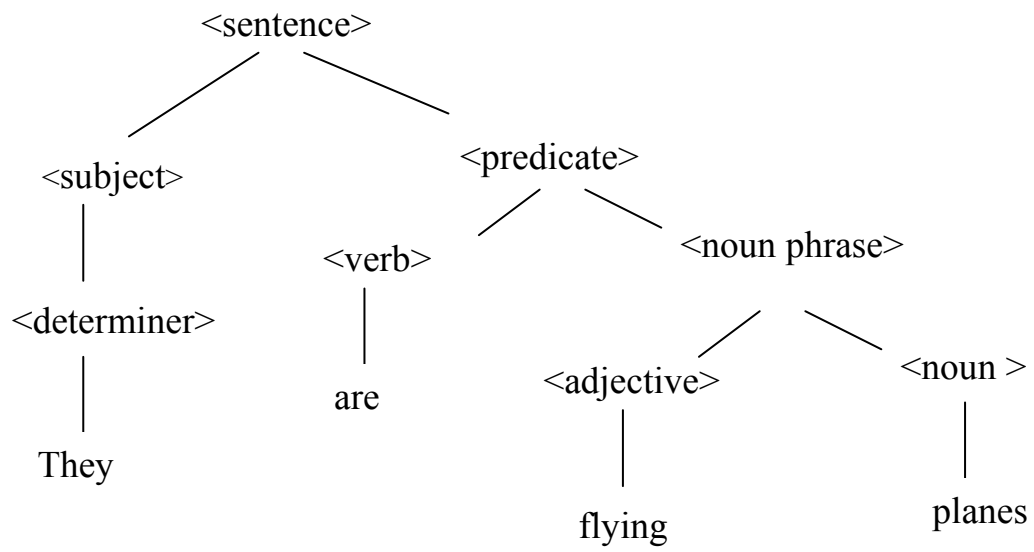 <sentence>
<subject>
<predicate>
<verb>
<noun phrase>
<determiner>
<adjective>
<noun >
They
are
flying
planes